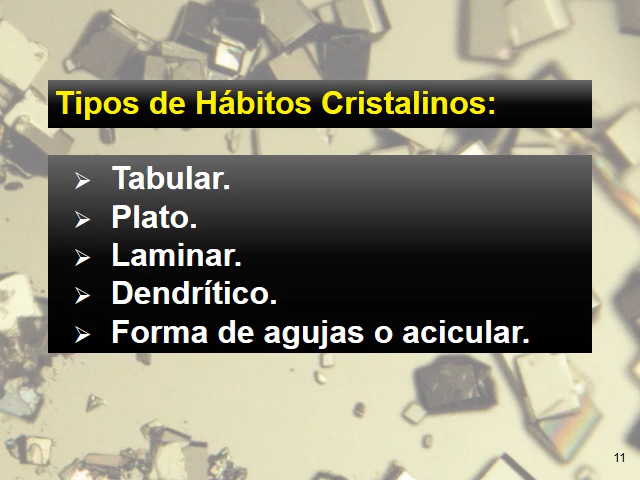 Tipos de Hábitos Cristalinos:
➢ Tabular.
➢ Plato.
➢ Laminar.
➢ Dendrítico.
➢ Forma de agujas o acicular.
11